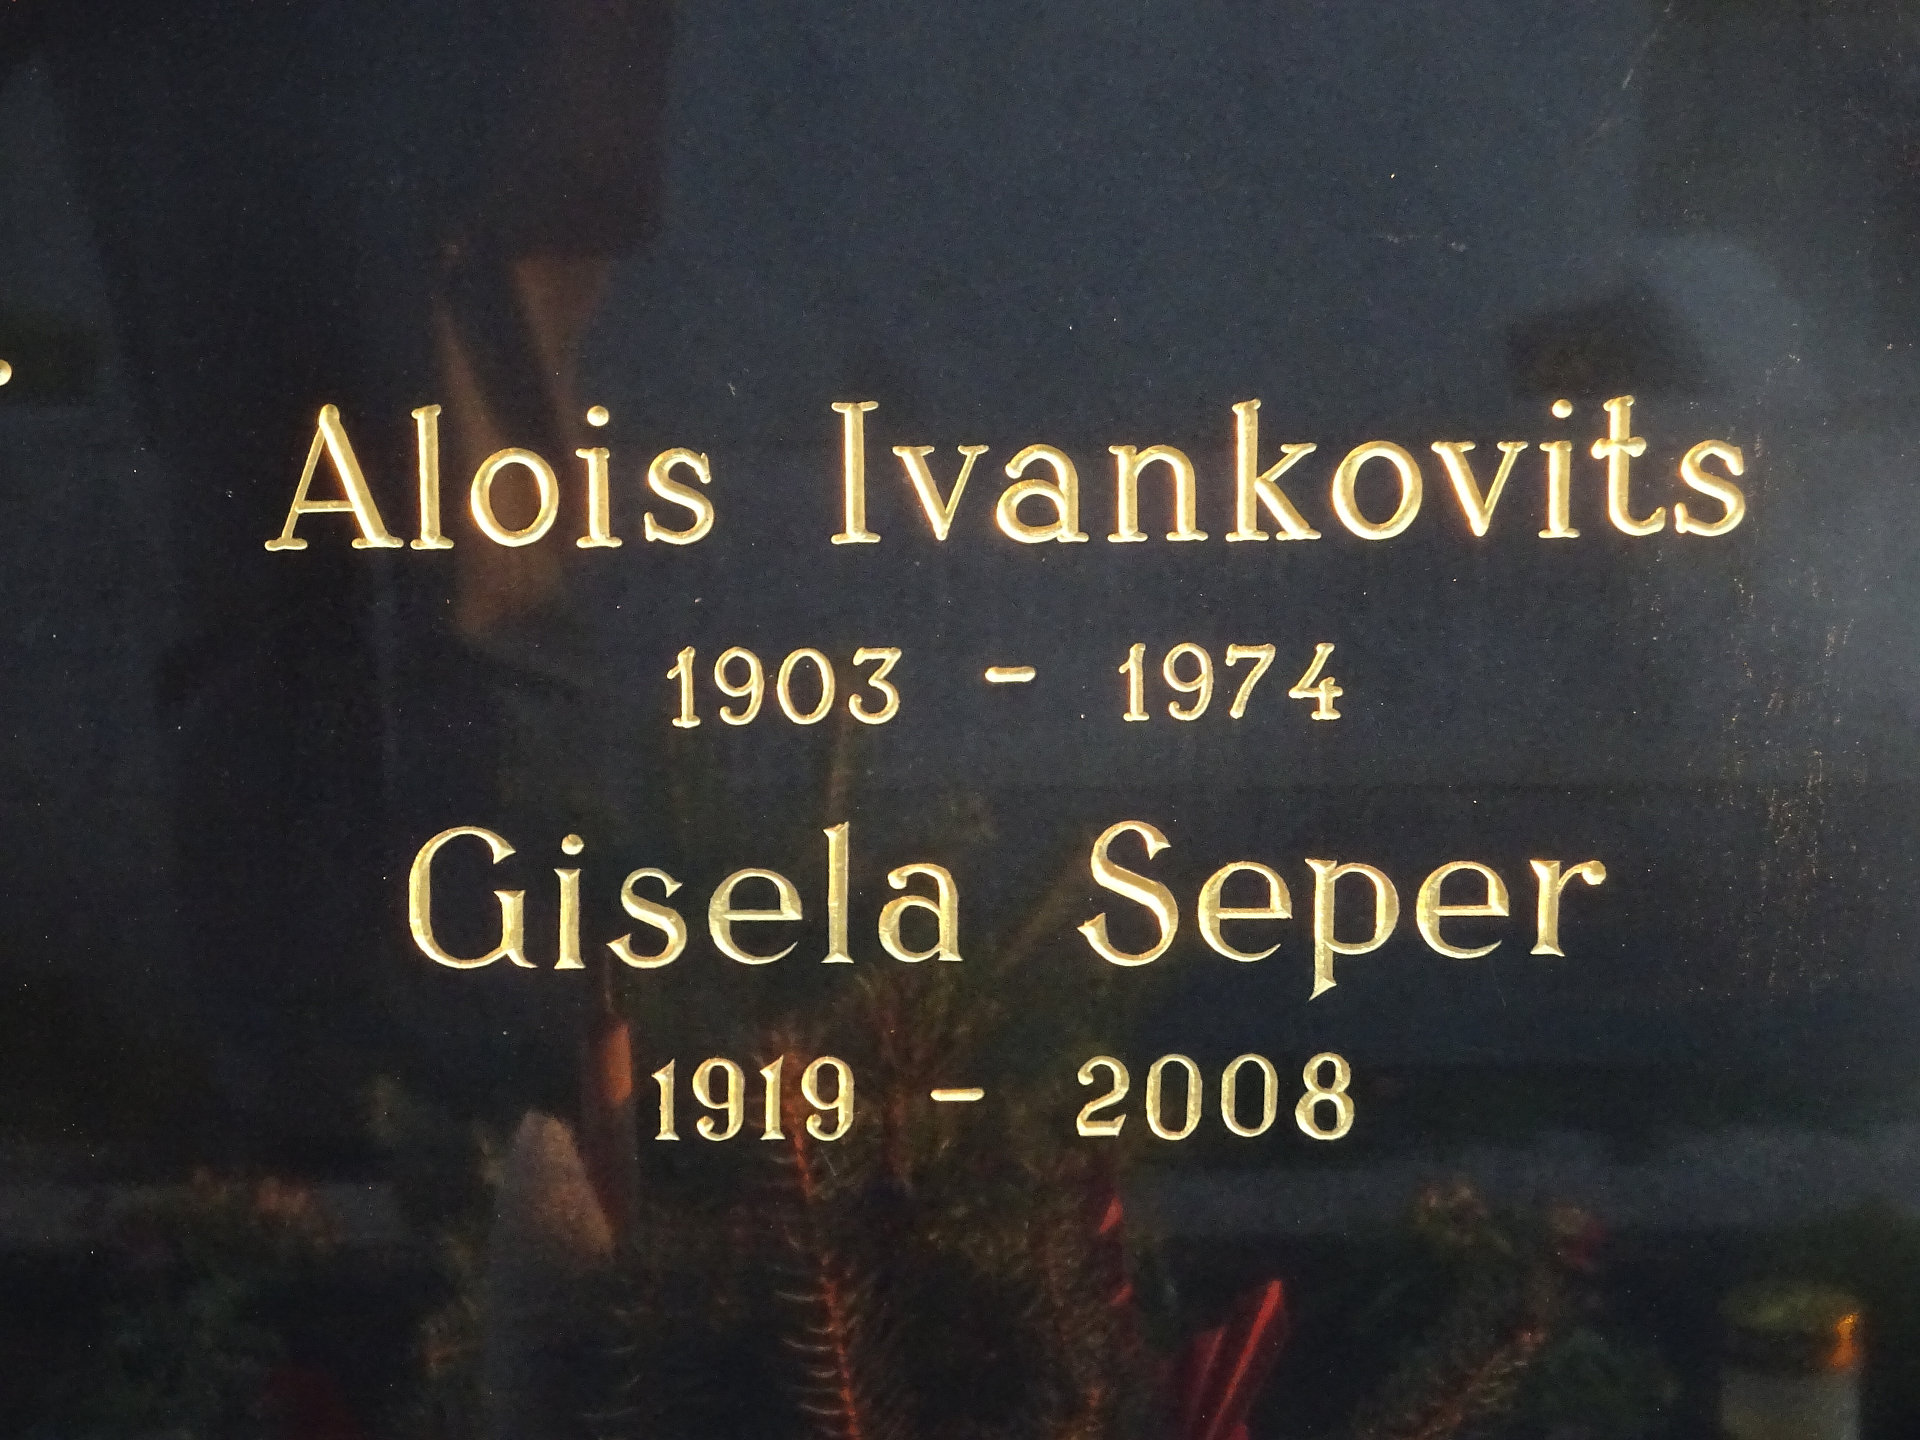 Alois Ivankovits
1903 - 1974
Gisela Seper
1919 - 2008